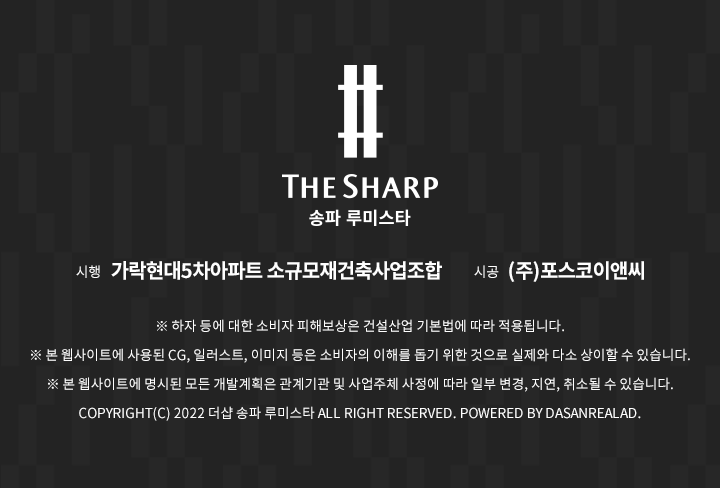 THE SHARP
송파 루미스타
시행 가락현대5차아파트 소규모재건축사업조합 시공 (주)포스코이앤씨
※ 하자 등에 대한 소비자 피해보상은 건설산업 기본법에 따라 적용됩니다.
※ 본 웹사이트에 사용된 CG, 일러스트, 이미지 등은 소비자의 이해를 돕기 위한 것으로 실제와 다소 상이할 수 있습니다.
※ 본 웹사이트에 명시된 모든 개발계획은 관계기관 및 사업주체 사정에 따라 일부 변경, 지연, 취소될 수 있습니다.
COPYRIGHT(C) 2022 더샵 송파 루미스타 ALL RIGHT RESERVED. POWERED BY DASANREALAD.